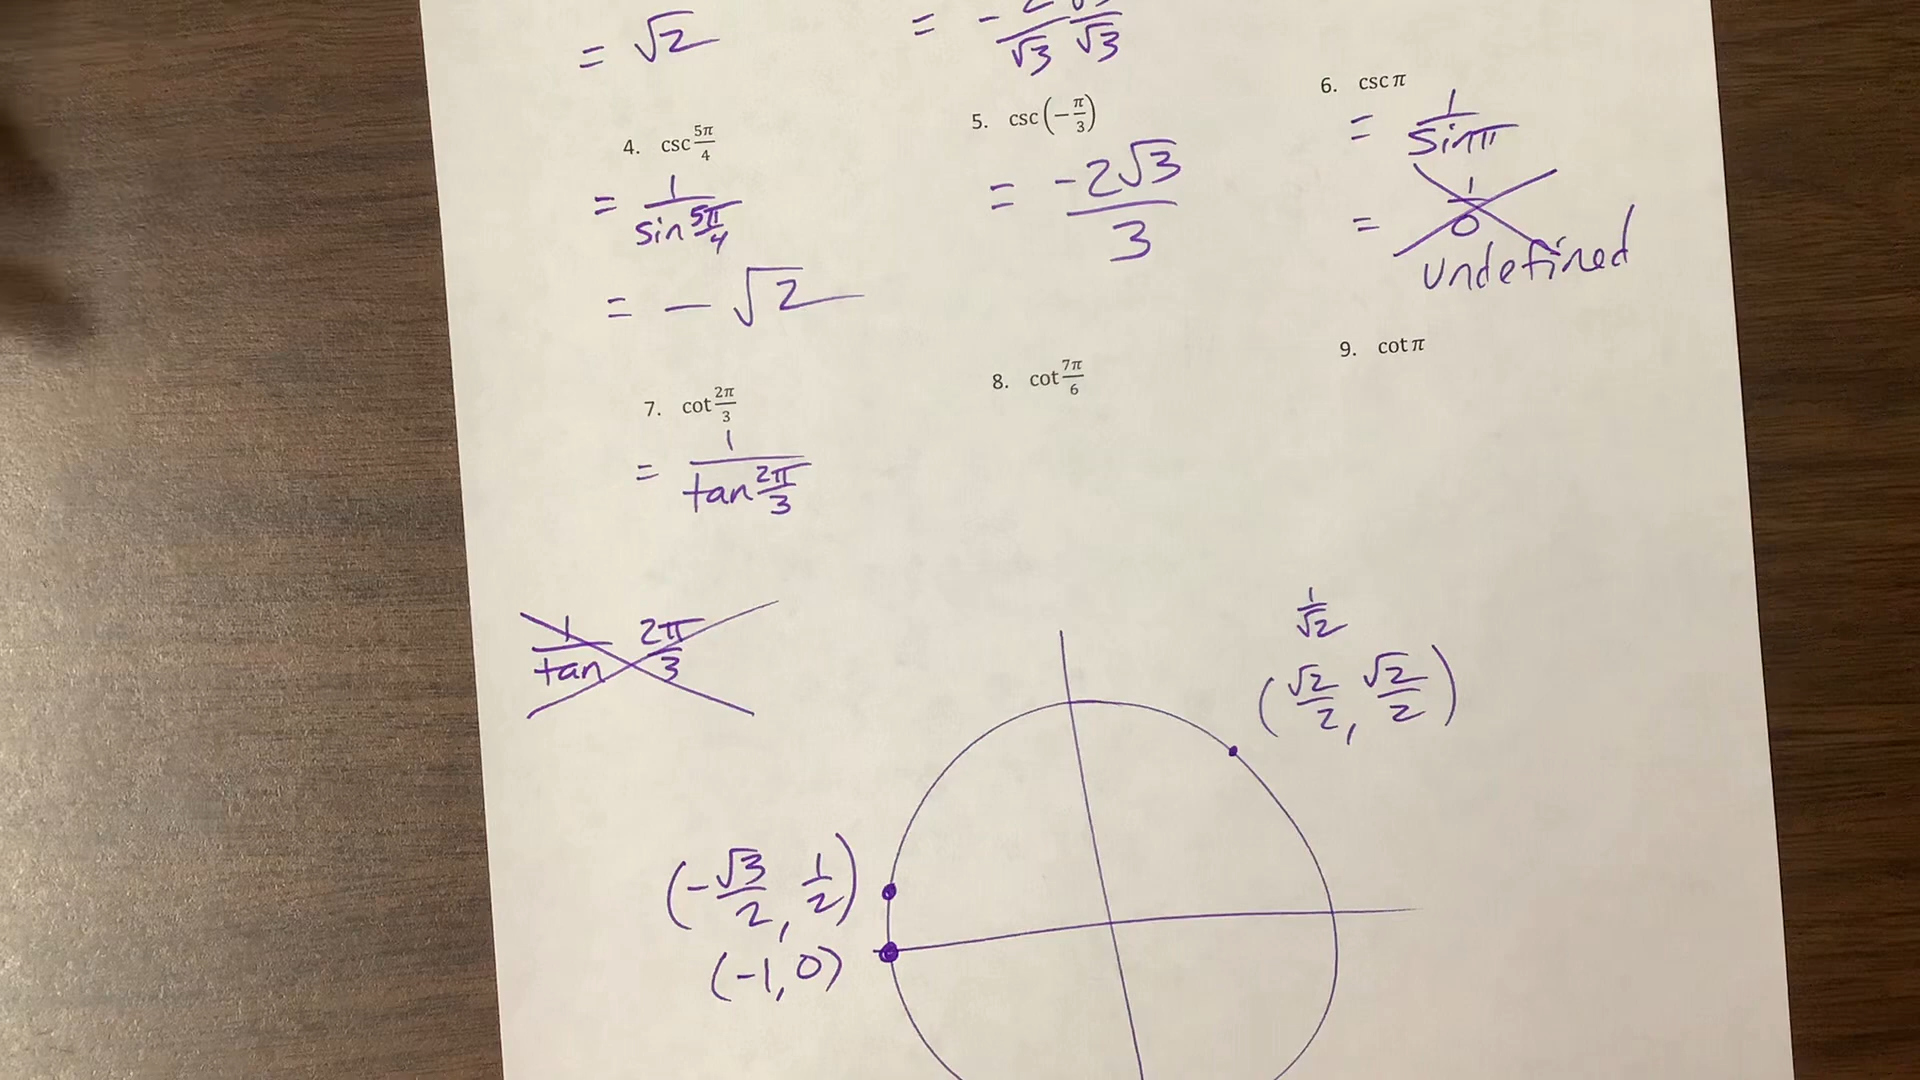 = √2
= - 2/√3 √3/√3
4. csc 5π/4
= 1/sin 5π/4
= - √2
5. csc(-π/3)
= -2√3/3
6. csc π
= 1/sin π
= 1/0
undefined
7. cot 2π/3
= 1/tan 2π/3
8. cot 7π/6
9. cot π
1/tan 2π/3
1/√2
(√2/2, √2/2)
(-√3/2, 1/2)
(-1, 0)